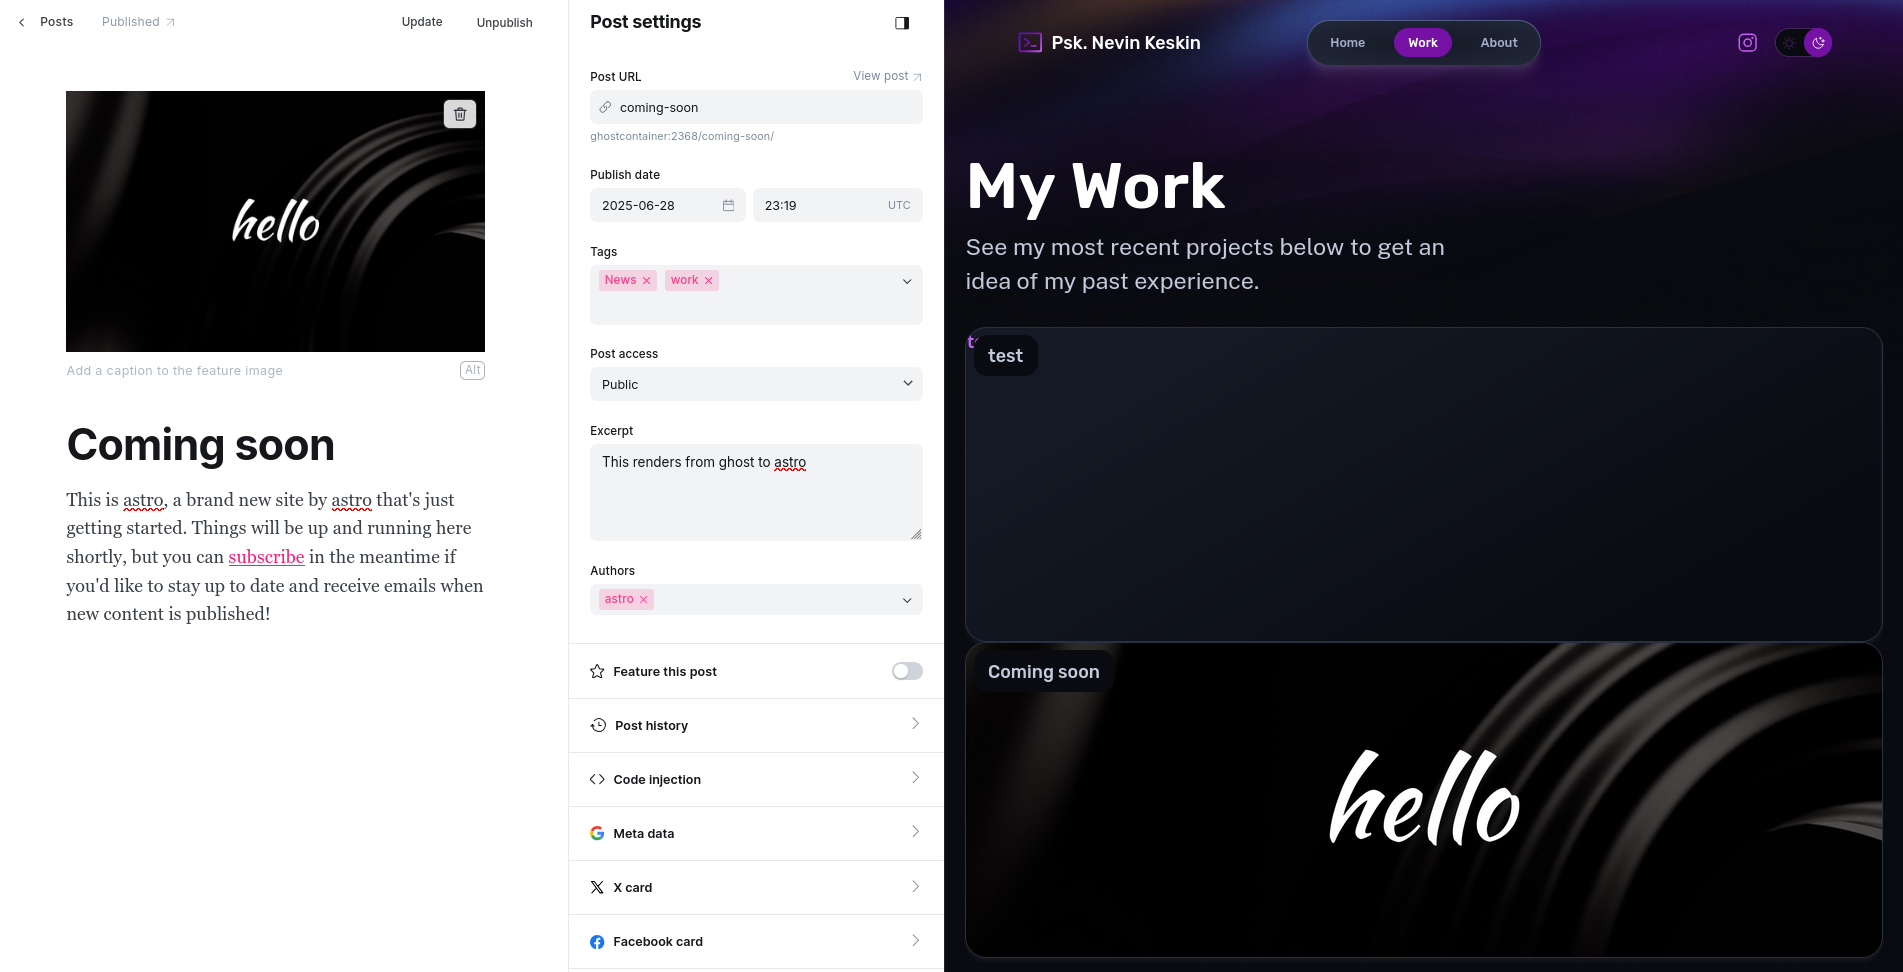 Posts
Published
Update
Unpublish
hello
Add a caption to the feature image
Alt
Coming soon
This is astro, a brand new site by astro that's just
getting started. Things will be up and running here
shortly, but you can subscribe in the meantime if
you'd like to stay up to date and receive emails when
new content is published!
Post settings
Post URL
View post
coming-soon
ghostcontainer:2368/coming-soon/
Publish date
2025-06-28
23:19
UTC
Tags
News
work
Post access
Public
Excerpt
This renders from ghost to astro
Authors
astro
Feature this post
Post history
Code injection
Meta data
X card
Facebook card
Psk. Nevin Keskin
Home
Work
About
My Work
See my most recent projects below to get an
idea of my past experience.
test
Coming soon
hello